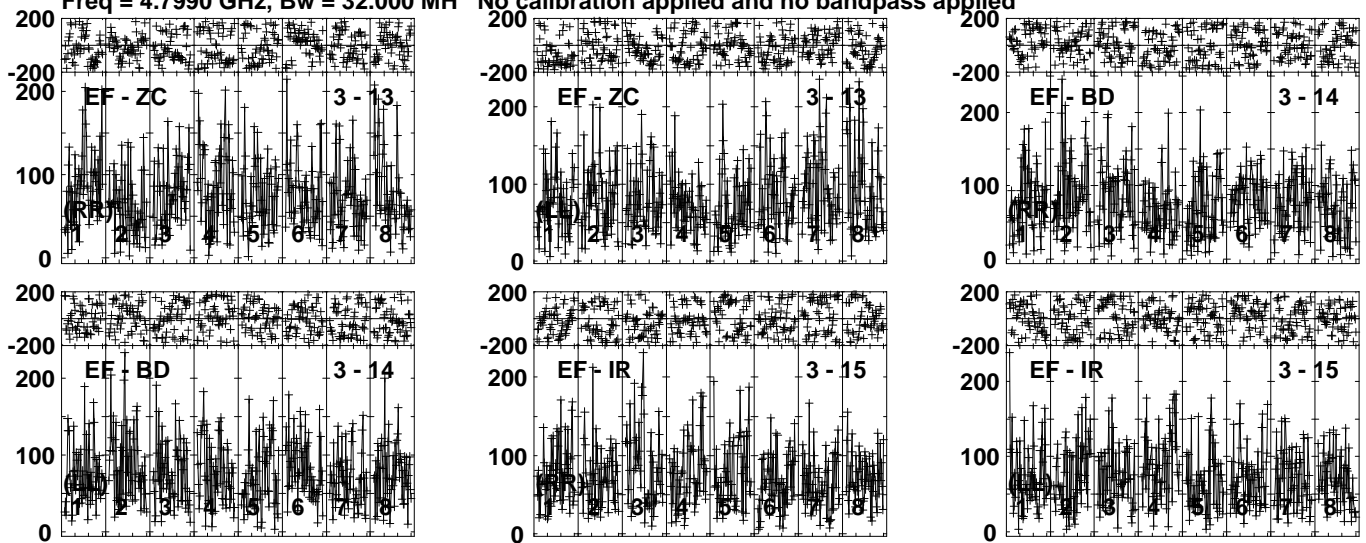 Freq = 4.7990 GHz, Bw = 32.000 MH No calibration applied and no bandpass applied
200
-200
200
100
0
EF - ZC 3 - 13
(RR)
1 2 3 4 5 6 7 8
200
-200
200
100
0
EF - ZC 3 - 13
(LL)
1 2 3 4 5 6 7 8
200
-200
200
100
0
EF - BD 3 - 14
(RR)
1 2 3 4 5 6 7 8
200
-200
200
100
0
EF - BD 3 - 14
(LL)
1 2 3 4 5 6 7 8
200
-200
200
100
0
EF - IR 3 - 15
(RR)
1 2 3 4 5 6 7 8
200
-200
200
100
0
EF - IR 3 - 15
(LL)
1 2 3 4 5 6 7 8